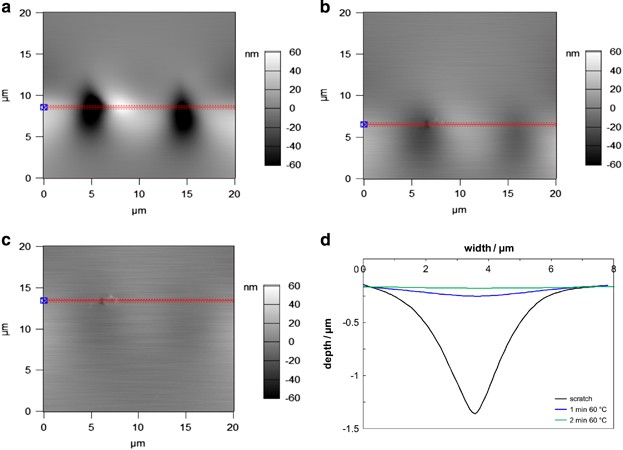 a
20
15
10
5
0
µm
0 5 10 15 20
µm
nm
60
40
20
0
-20
-40
-60
b
20
15
10
5
0
µm
0 5 10 15 20
µm
nm
60
40
20
0
-20
-40
-60
c
20
15
10
5
0
µm
0 5 10 15 20
µm
nm
60
40
20
0
-20
-40
-60
d
width / µm
0 0 2 4 6 8
-0.5
-1
-1.5
depth / µm
scratch
1 min 60 °C
2 min 60 °C